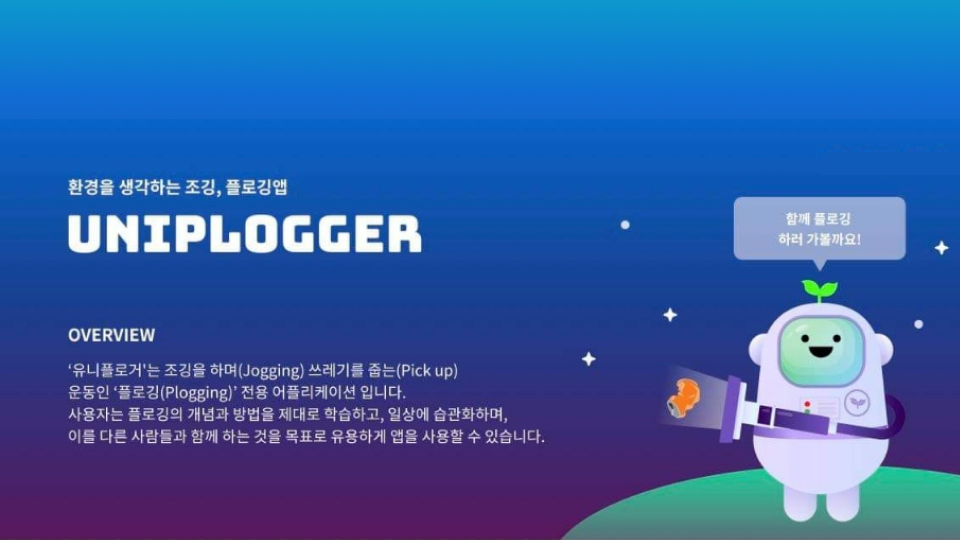 환경을 생각하는 조깅, 플로깅앱
UNIPLOGGER
함께 플로깅
하러 가볼까요!
OVERVIEW
‘유니플로거'는 조깅을 하며(Jogging) 쓰레기를 줍는(Pick up)
운동인 ‘플로깅(Plogging)’ 전용 어플리케이션 입니다.
사용자는 플로깅의 개념과 방법을 제대로 학습하고, 일상에 습관화하며,
이를 다른 사람들과 함께 하는 것을 목표로 유용하게 앱을 사용할 수 있습니다.